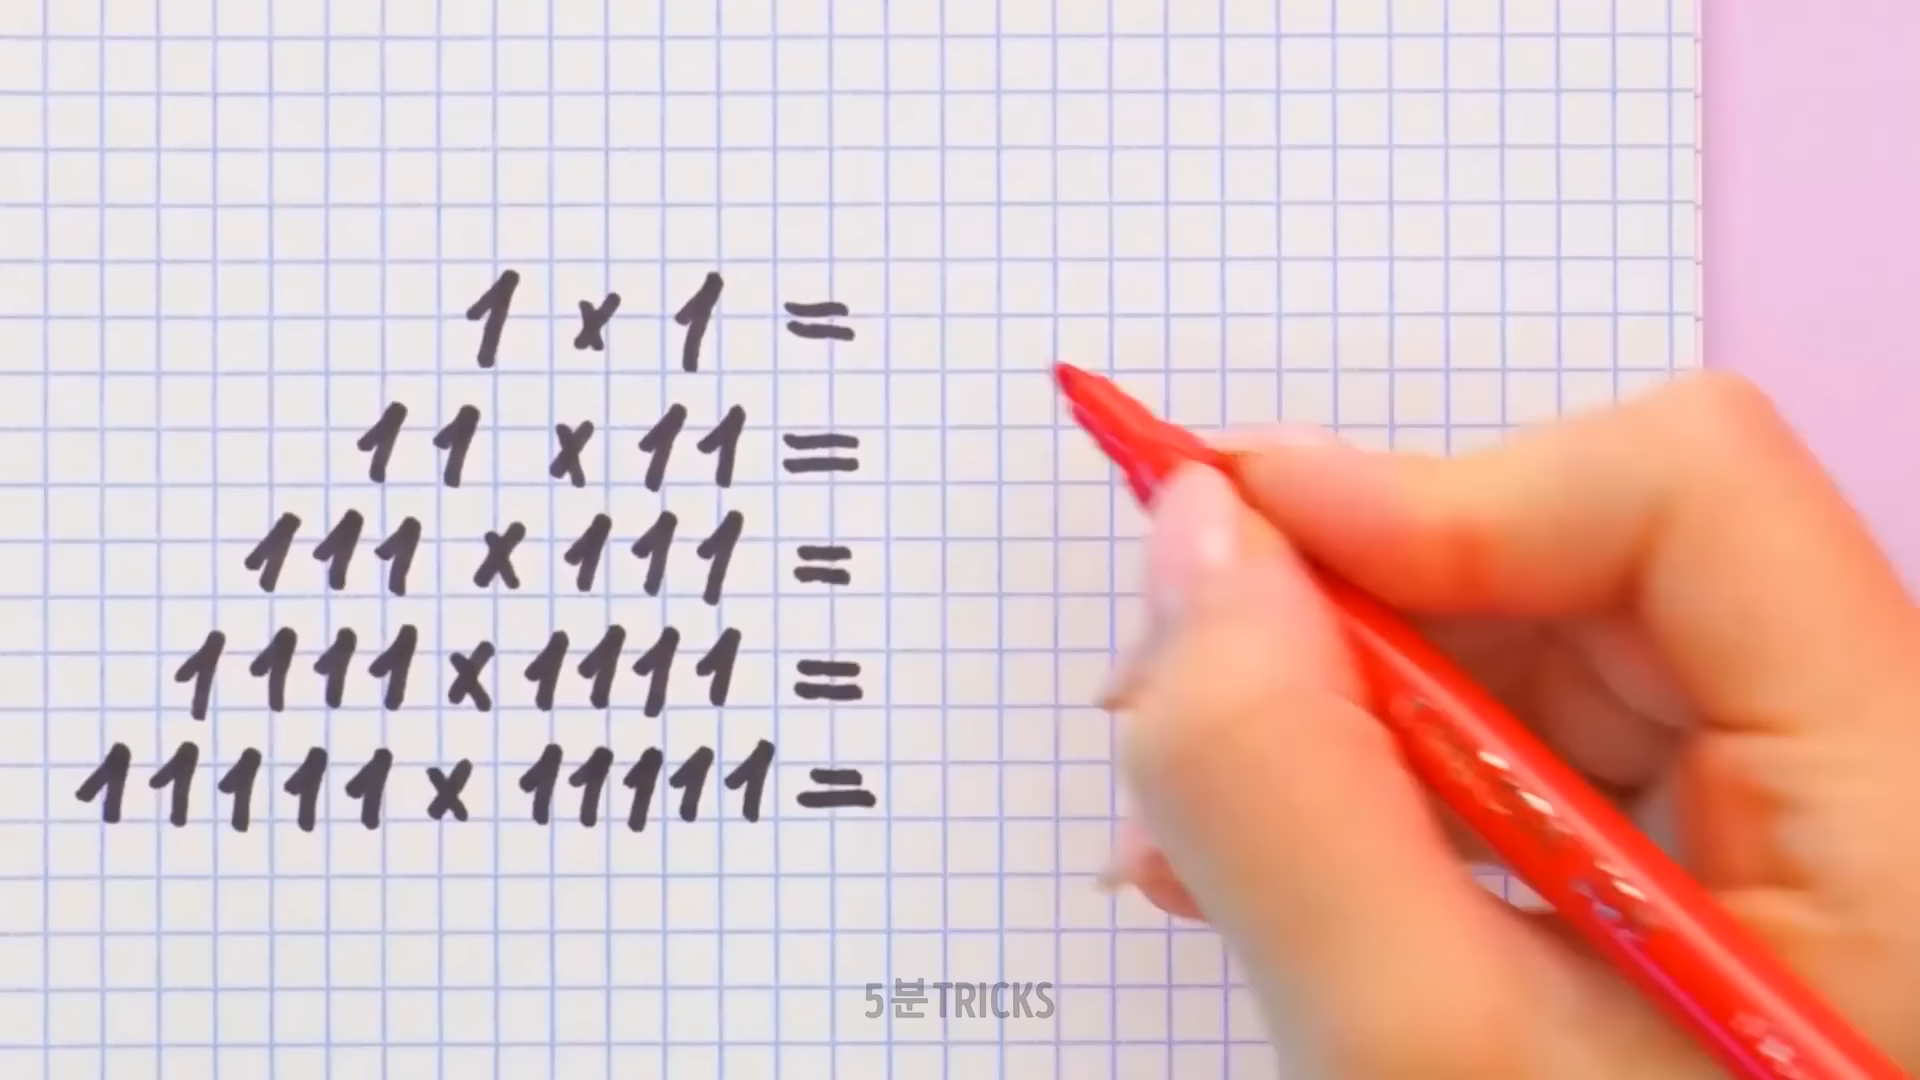 1 x 1 =
11 x 11 =
111 x 111 =
1111 x 1111 =
11111 x 11111 =
5분TRICKS